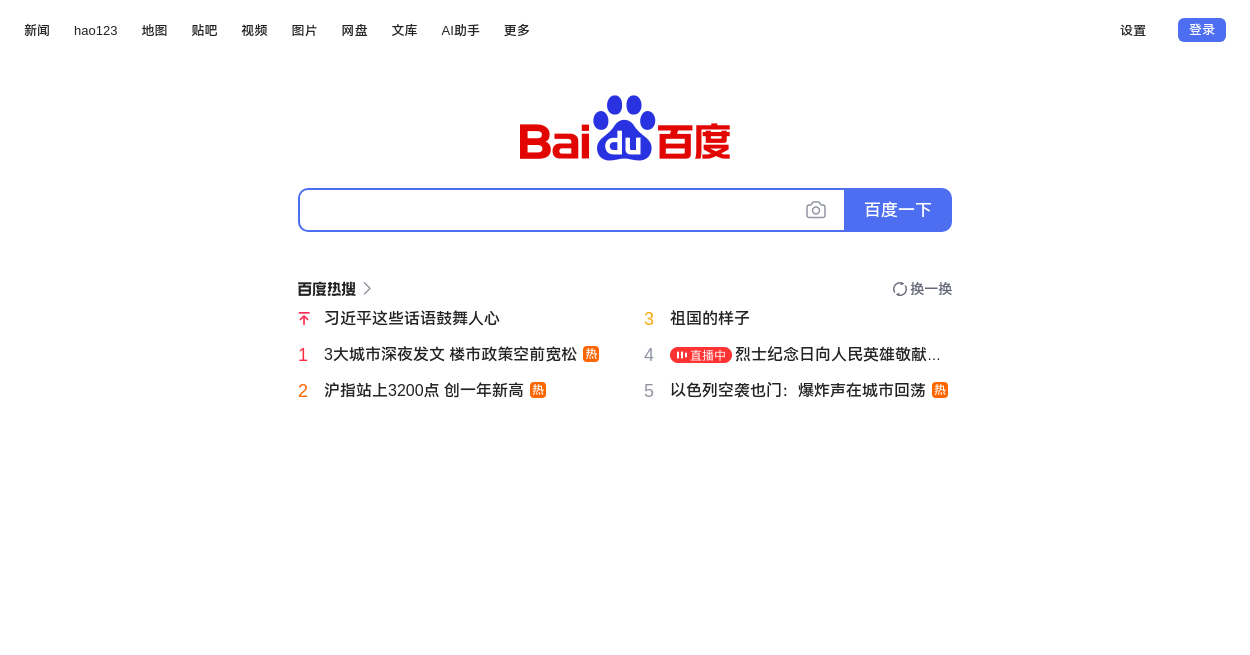 新闻 hao123 地图 贴吧 视频 图片 网盘 文库 AI助手 更多 设置 登录
Bai du 百度
百度一下
百度热搜 换一换
习近平这些话语鼓舞人心
1 3大城市深夜发文 楼市政策空前宽松 热
2 沪指站上3200点 创一年新高 热
3 祖国的样子
4 直播中 烈士纪念日向人民英雄敬献...
5 以色列空袭也门：爆炸声在城市回荡 热